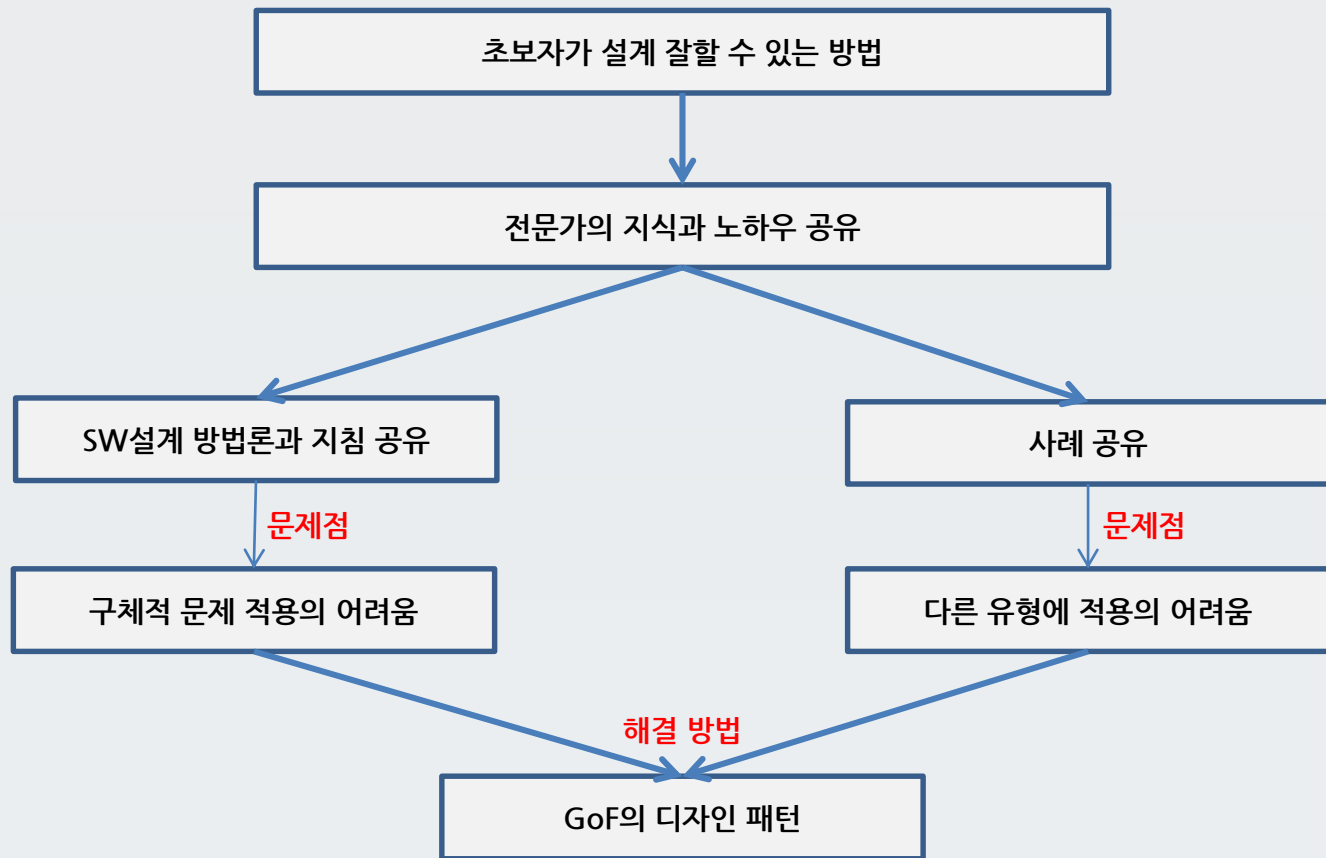 초보자가 설계 잘할 수 있는 방법
전문가의 지식과 노하우 공유
SW설계 방법론과 지침 공유
사례 공유
문제점
문제점
구체적 문제 적용의 어려움
다른 유형에 적용의 어려움
해결 방법
GoF의 디자인 패턴